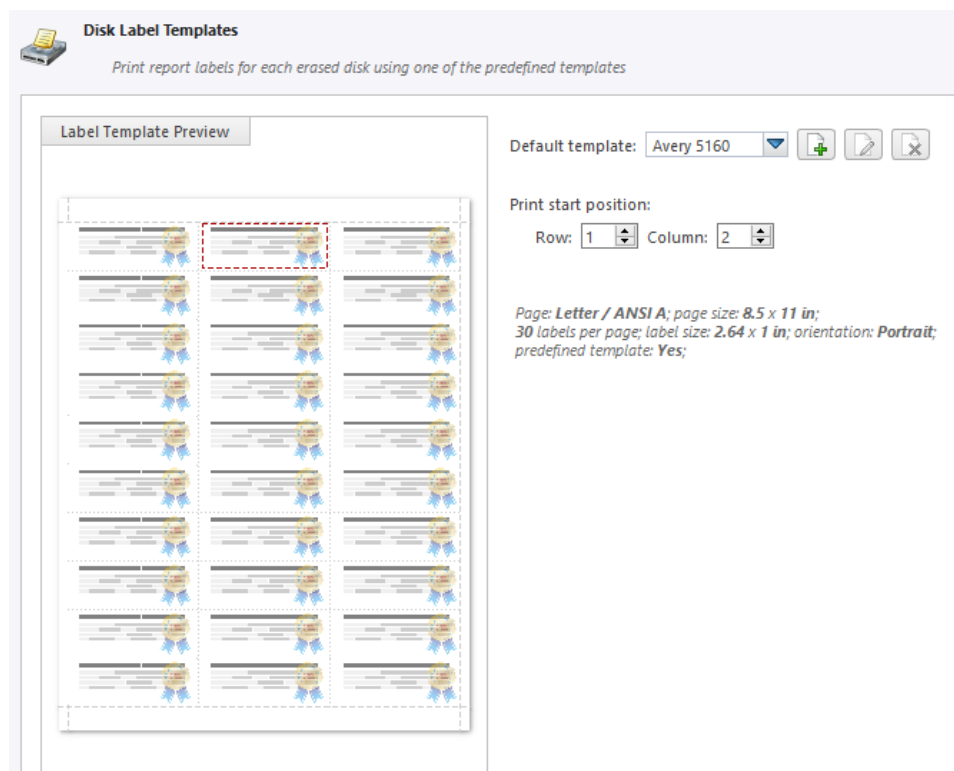 Disk Label Templates
Print report labels for each erased disk using one of the predefined templates
Label Template Preview
Default template: Avery 5160
Print start position:
Row: 1 Column: 2
Page: Letter / ANSI A; page size: 8.5 x 11 in;
30 labels per page; label size: 2.64 x 1 in; orientation: Portrait;
predefined template: Yes;